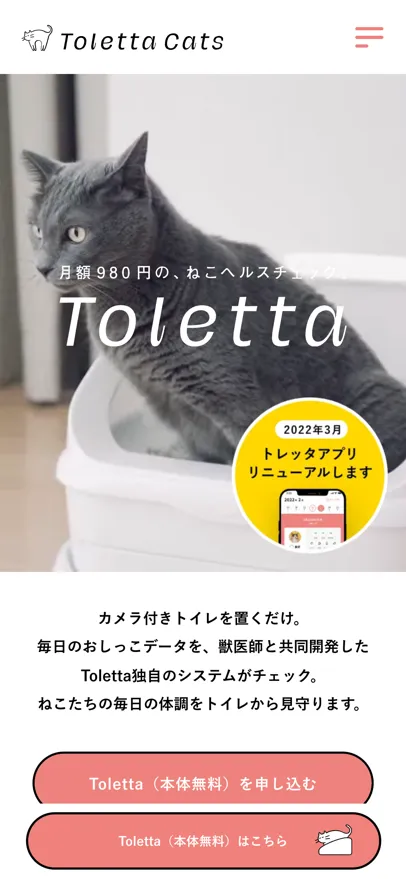 Toletta Cats
月額980円の、ねこヘルスチェック。
Toletta
2022年3月
トレッタアプリ
リニューアルします
カメラ付きトイレを置くだけ。
毎日のおしっこデータを、獣医師と共同開発した
Toletta独自のシステムがチェック。
ねこたちの毎日の体調をトイレから見守ります。
Toletta（本体無料）を申し込む
Toletta（本体無料）はこちら